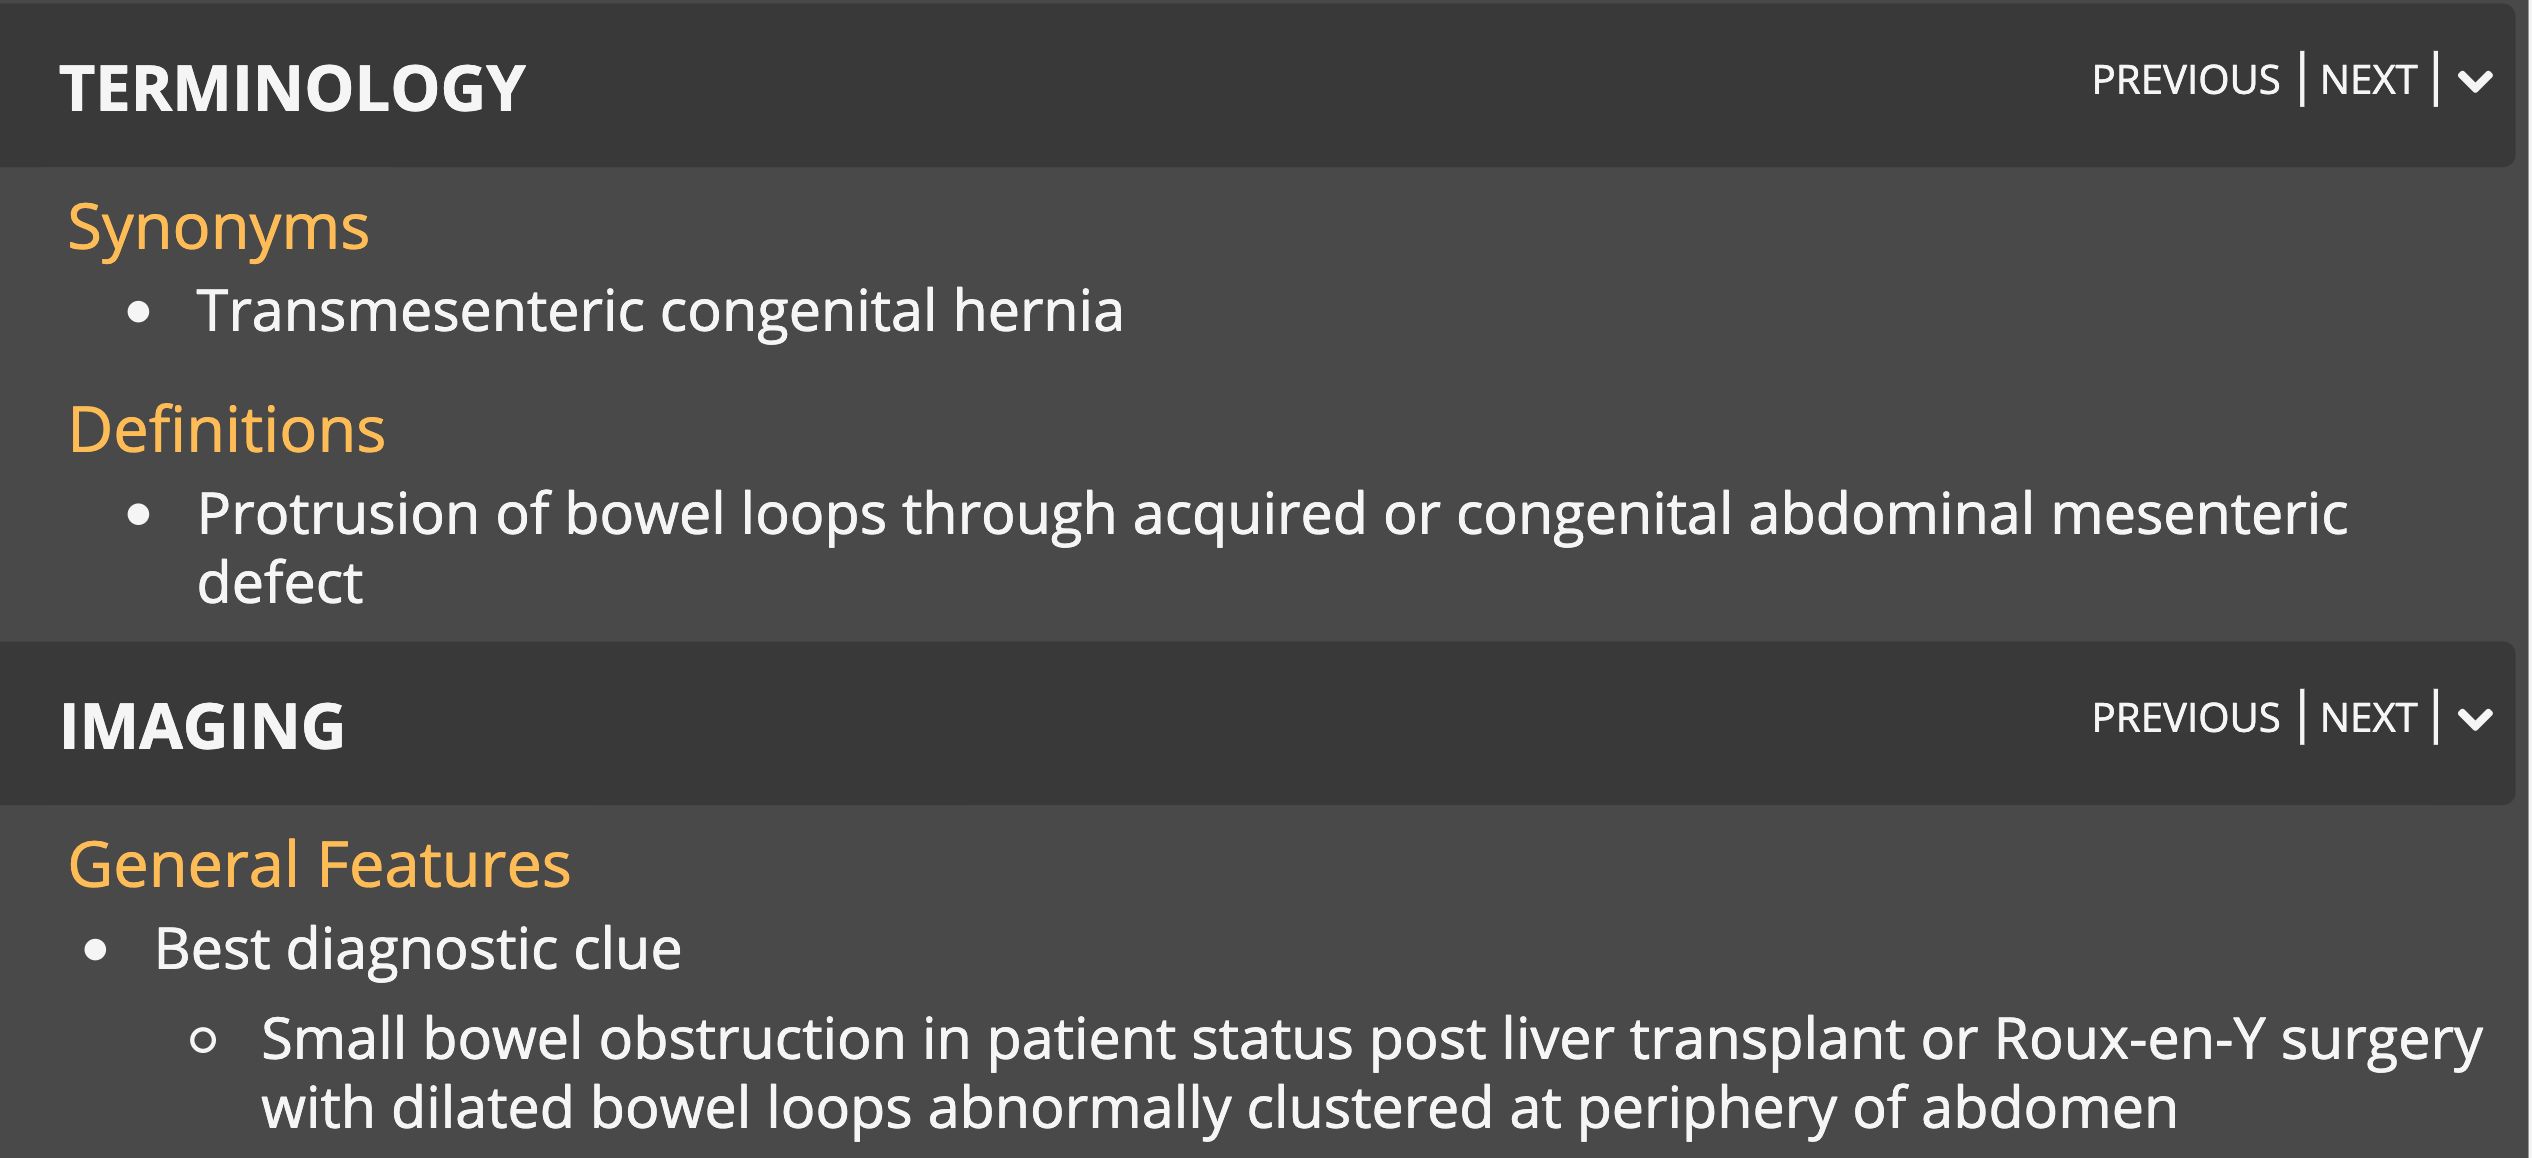 TERMINOLOGY
PREVIOUS | NEXT |
Synonyms
• Transmesenteric congenital hernia
Definitions
• Protrusion of bowel loops through acquired or congenital abdominal mesenteric
defect
IMAGING
PREVIOUS | NEXT |
General Features
• Best diagnostic clue
○ Small bowel obstruction in patient status post liver transplant or Roux-en-Y surgery
with dilated bowel loops abnormally clustered at periphery of abdomen